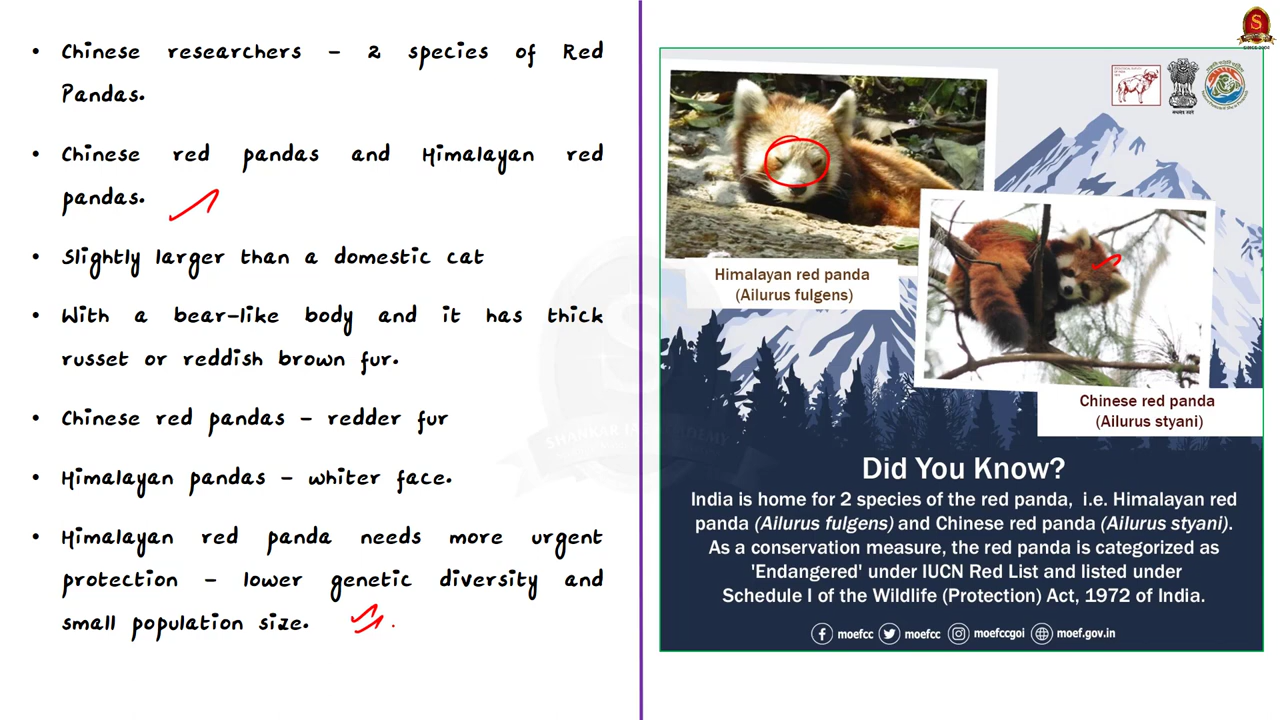 • Chinese researchers – 2 species of Red
Pandas.
• Chinese red pandas and Himalayan red
pandas.
• Slightly larger than a domestic cat
• With a bear-like body and it has thick
russet or reddish brown fur.
• Chinese red pandas – redder fur
• Himalayan pandas – whiter face.
• Himalayan red panda needs more urgent
protection – lower genetic diversity and
small population size.
S
SINCE 2004
Himalayan red panda
(Ailurus fulgens)
Chinese red panda
(Ailurus styani)
Did You Know?
India is home for 2 species of the red panda, i.e. Himalayan red
panda (Ailurus fulgens) and Chinese red panda (Ailurus styani).
As a conservation measure, the red panda is categorized as
'Endangered' under IUCN Red List and listed under
Schedule I of the Wildlife (Protection) Act, 1972 of India.
moefcc moefcc moefccgoi moef.gov.in